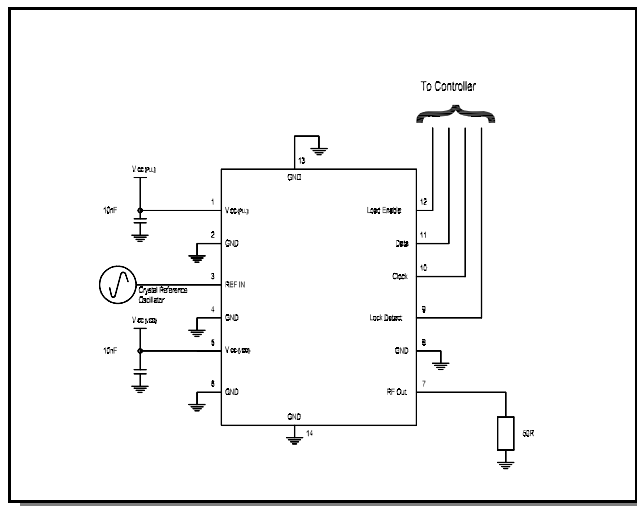 To Controller
13
GND
Vcc (PLL)
10nF
1
Vcc (PLL)
Load Enable
12
2
GND
Data
11
3
REF IN
Clock
10
Crystal Reference
Oscillator
4
GND
Lock Detect
9
Vcc (VCO)
10nF
5
Vcc (VCO)
GND
8
6
GND
RF Out
7
GND
14
50R